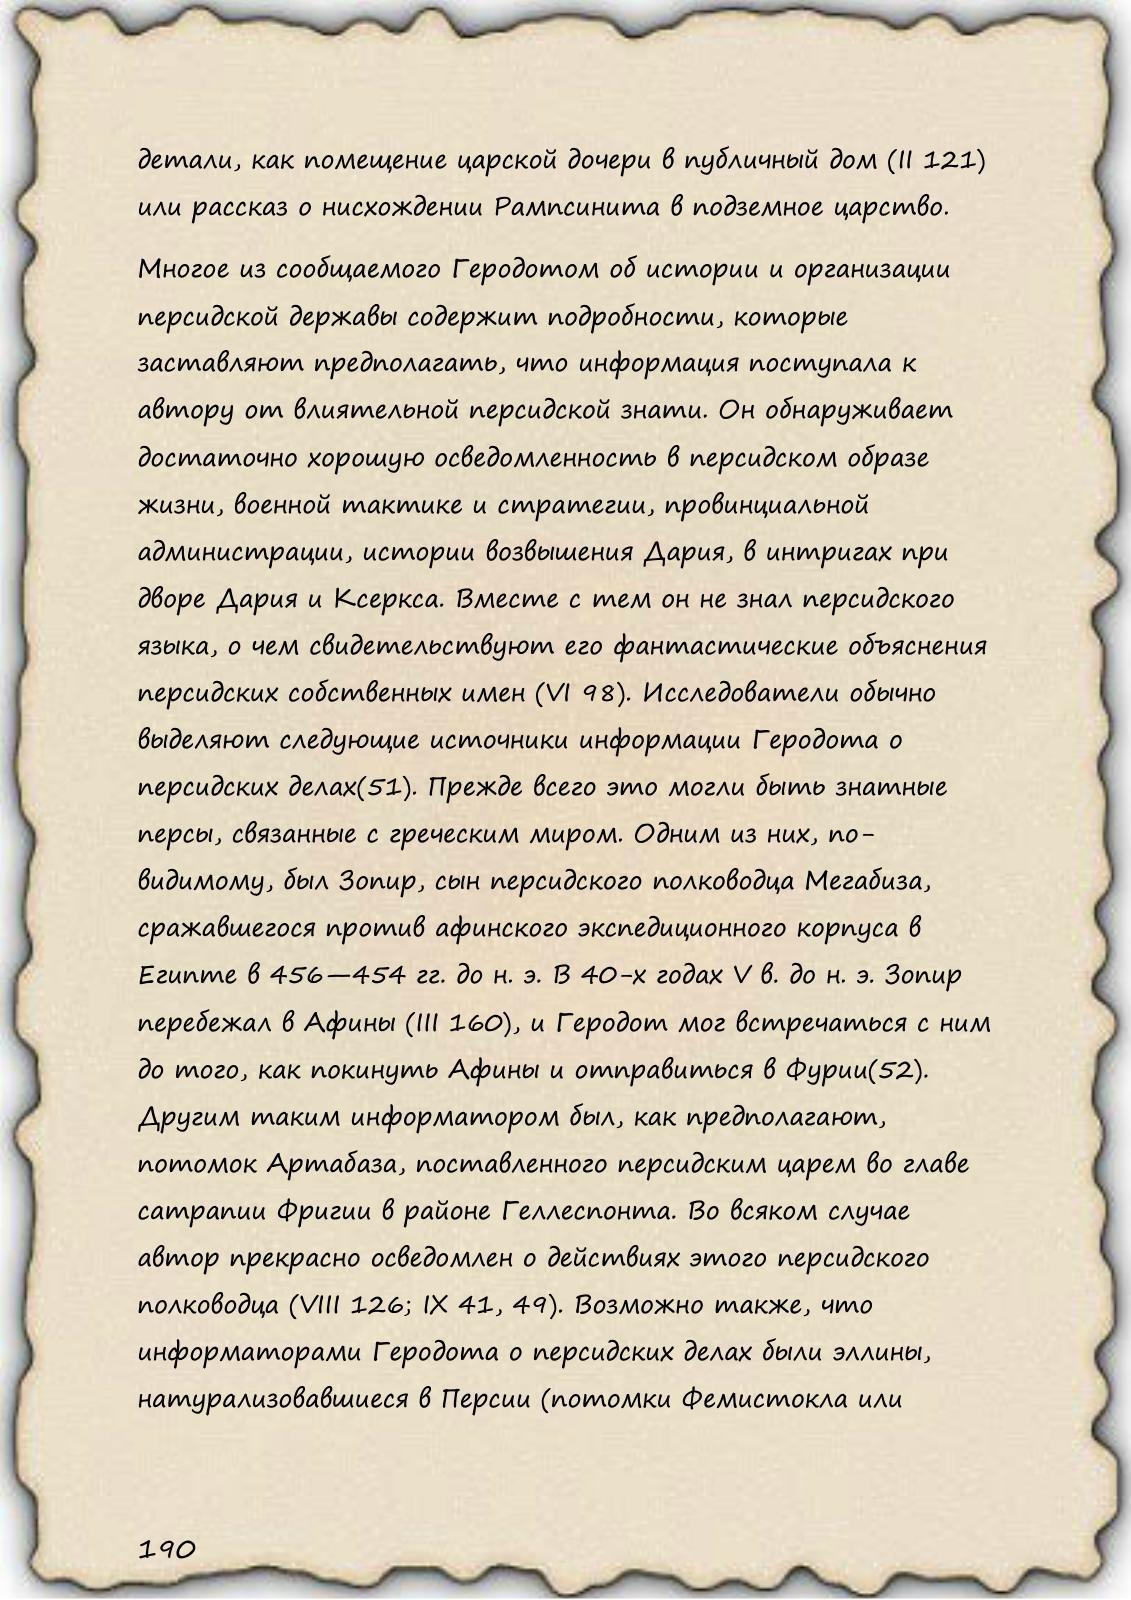 детали, как помещение царской дочери в публичный дом (II 121)
или рассказ о нисхождении Рампсинита в подземное царство.
Многое из сообщаемого Геродотом об истории и организации
персидской державы содержит подробности, которые
заставляют предполагать, что информация поступала к
автору от влиятельной персидской знати. Он обнаруживает
достаточно хорошую осведомленность в персидском образе
жизни, военной тактике и стратегии, провинциальной
администрации, истории возвышения Дария, в интригах при
дворе Дария и Ксеркса. Вместе с тем он не знал персидского
языка, о чем свидетельствуют его фантастические объяснения
персидских собственных имен (VI 98). Исследователи обычно
выделяют следующие источники информации Геродота о
персидских делах(51). Прежде всего это могли быть знатные
персы, связанные с греческим миром. Одним из них, по-
видимому, был Зопир, сын персидского полководца Мегабиза,
сражавшегося против афинского экспедиционного корпуса в
Египте в 456—454 гг. до н. э. В 40-х годах V в. до н. э. Зопир
перебежал в Афины (III 160), и Геродот мог встречаться с ним
до того, как покинуть Афины и отправиться в Фурии(52).
Другим таким информатором был, как предполагают,
потомок Артабаза, поставленного персидским царем во главе
сатрапии Фригии в районе Геллеспонта. Во всяком случае
автор прекрасно осведомлен о действиях этого персидского
полководца (VIII 126; IX 41, 49). Возможно также, что
информаторами Геродота о персидских делах были эллины,
натурализовавшиеся в Персии (потомки Фемистокла или
190